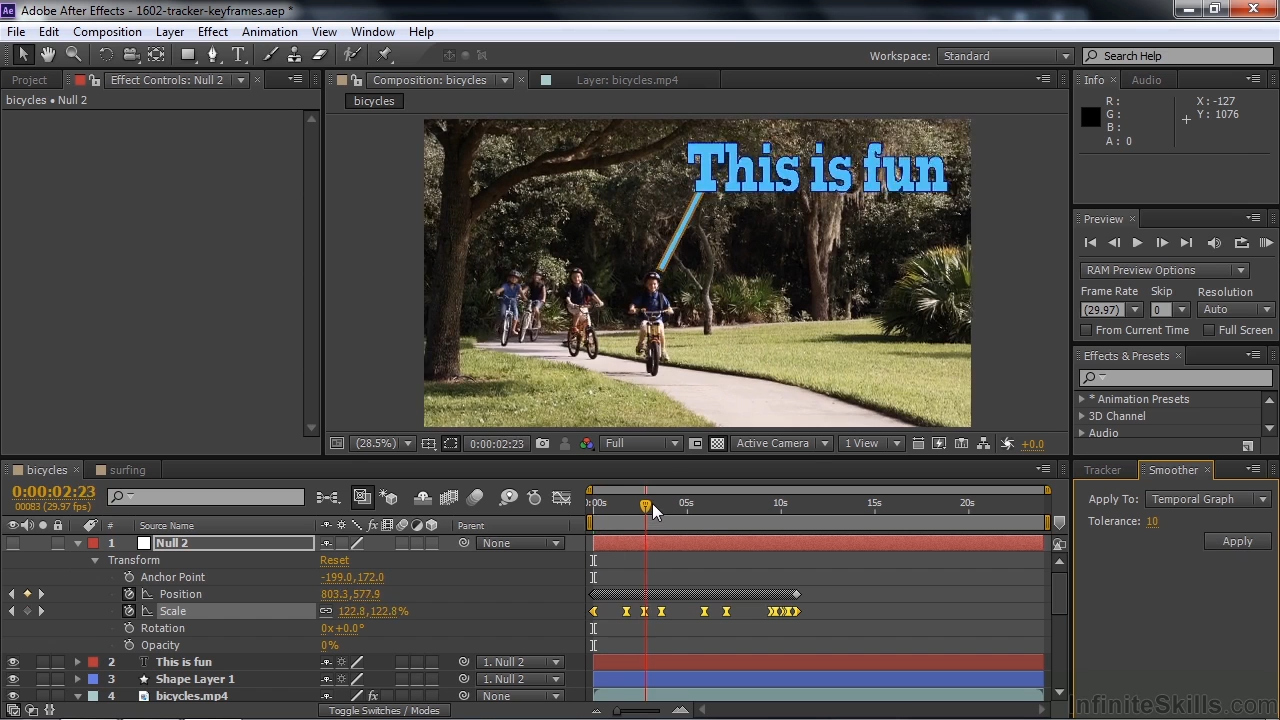 Ae Adobe After Effects - 1602-tracker-keyframes.aep *
File Edit Composition Layer Effect Animation View Window Help
T Workspace: Standard Search Help
Project Effect Controls: Null 2 × Composition: bicycles × Layer: bicycles.mp4 Info × Audio
bicycles • Null 2
bicycles
R : X : -127
G : Y : 1076
B :
A : 0
This is fun
Preview ×
RAM Preview Options
Frame Rate Skip Resolution
(29.97) 0 Auto
From Current Time Full Screen
Effects & Presets ×
* Animation Presets
3D Channel
Audio
(28.5%) 0:00:02:23 Full Active Camera 1 View +0.0
bicycles × surfing Tracker Smoother ×
0:00:02:23
00083 (29.97 fps)
):00s 05s 10s 15s 20s
Apply To: Temporal Graph
Tolerance: 10
Apply
# Source Name fx Parent
1 Null 2 None
Transform Reset
Anchor Point -199.0,172.0
Position 803.3,577.9
Scale 122.8,122.8%
Rotation 0x+0.0°
Opacity 0%
2 T This is fun 1. Null 2
3 Shape Layer 1 1. Null 2
4 bicycles.mp4 fx None
Toggle Switches / Modes
InfiniteSkills.com